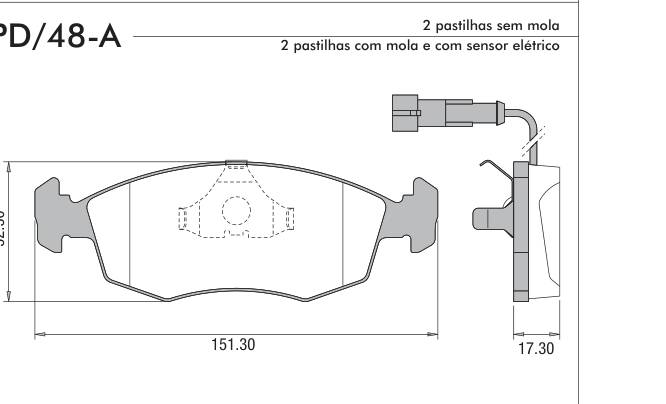 PD/48-A
2 pastilhas sem mola
2 pastilhas com mola e com sensor elétrico
151.30
17.30